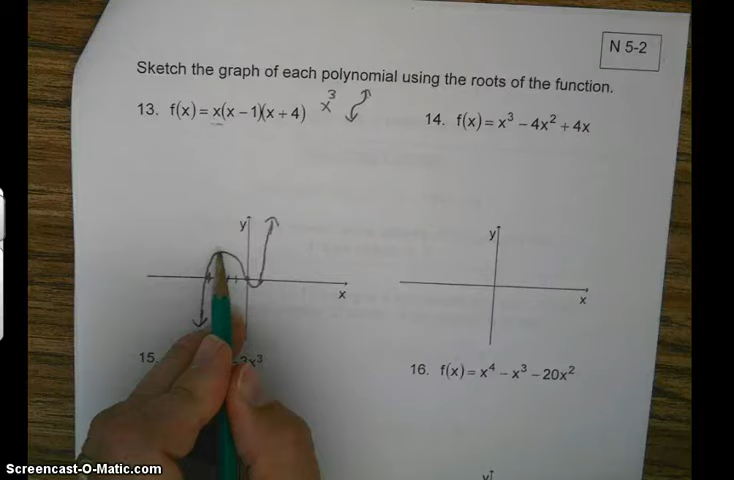 N 5-2
Sketch the graph of each polynomial using the roots of the function.
13. f(x) = x(x – 1)(x + 4) x³
14. f(x) = x³ – 4x² + 4x
y
x
y
x
15.
16. f(x) = x⁴ – x³ – 20x²
y
Screencast-O-Matic.com